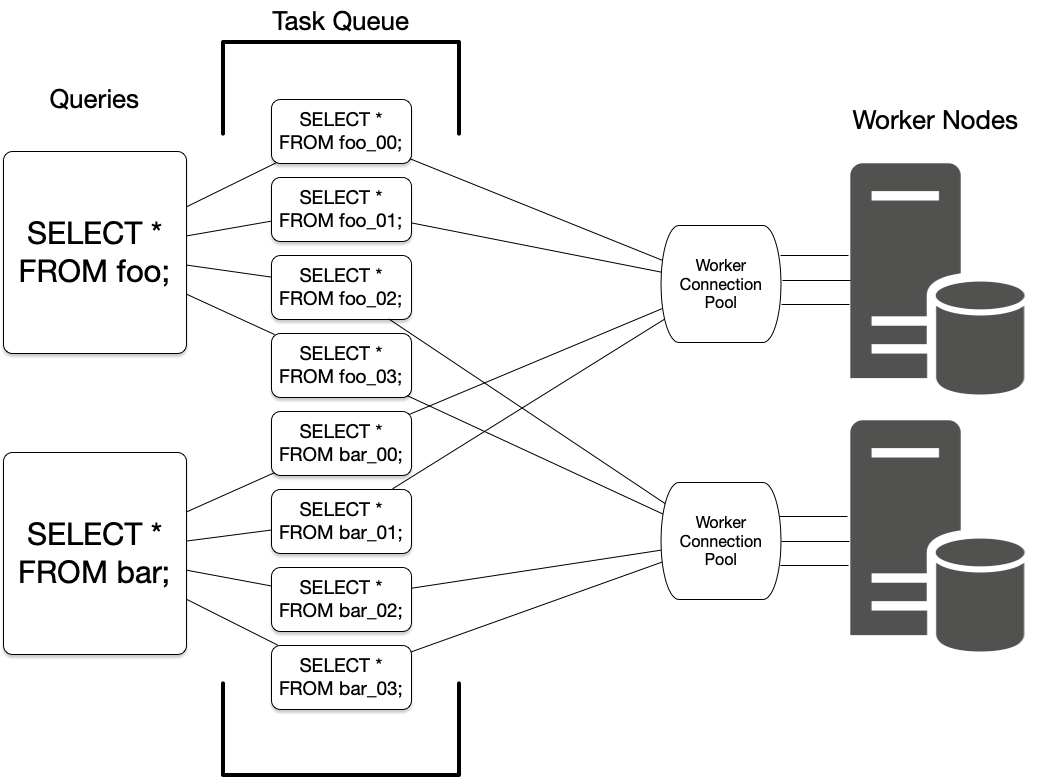 Task Queue
Queries
SELECT *
FROM foo;
SELECT *
FROM bar;
SELECT *
FROM foo_00;
SELECT *
FROM foo_01;
SELECT *
FROM foo_02;
SELECT *
FROM foo_03;
SELECT *
FROM bar_00;
SELECT *
FROM bar_01;
SELECT *
FROM bar_02;
SELECT *
FROM bar_03;
Worker
Connection
Pool
Worker
Connection
Pool
Worker Nodes